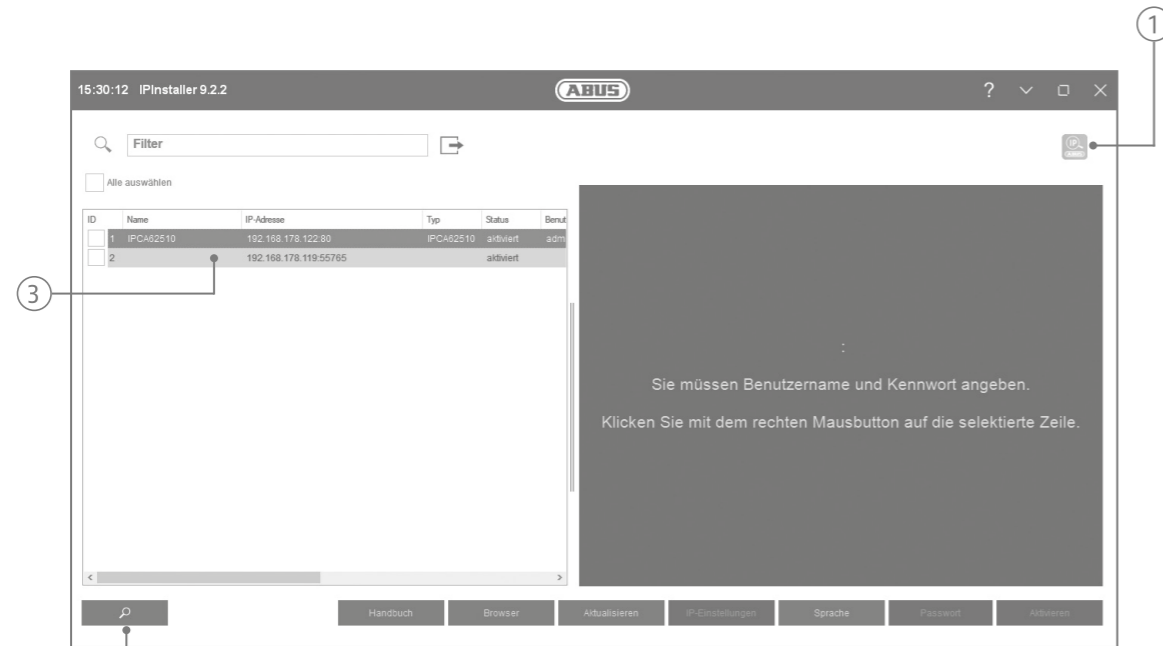 1
15:30:12 IPInstaller 9.2.2 ABUS ?
Filter
IP
ABUS
Alle auswählen
ID Name IP-Adresse Typ Status Benut
1 IPCA62510 192.168.178.122:80 IPCA62510 aktiviert adm
2 192.168.178.119:55765 aktiviert
3
:
Sie müssen Benutzername und Kennwort angeben.
Klicken Sie mit dem rechten Mausbutton auf die selektierte Zeile.
Handbuch Browser Aktualisieren IP-Einstellungen Sprache Passwort Aktivieren